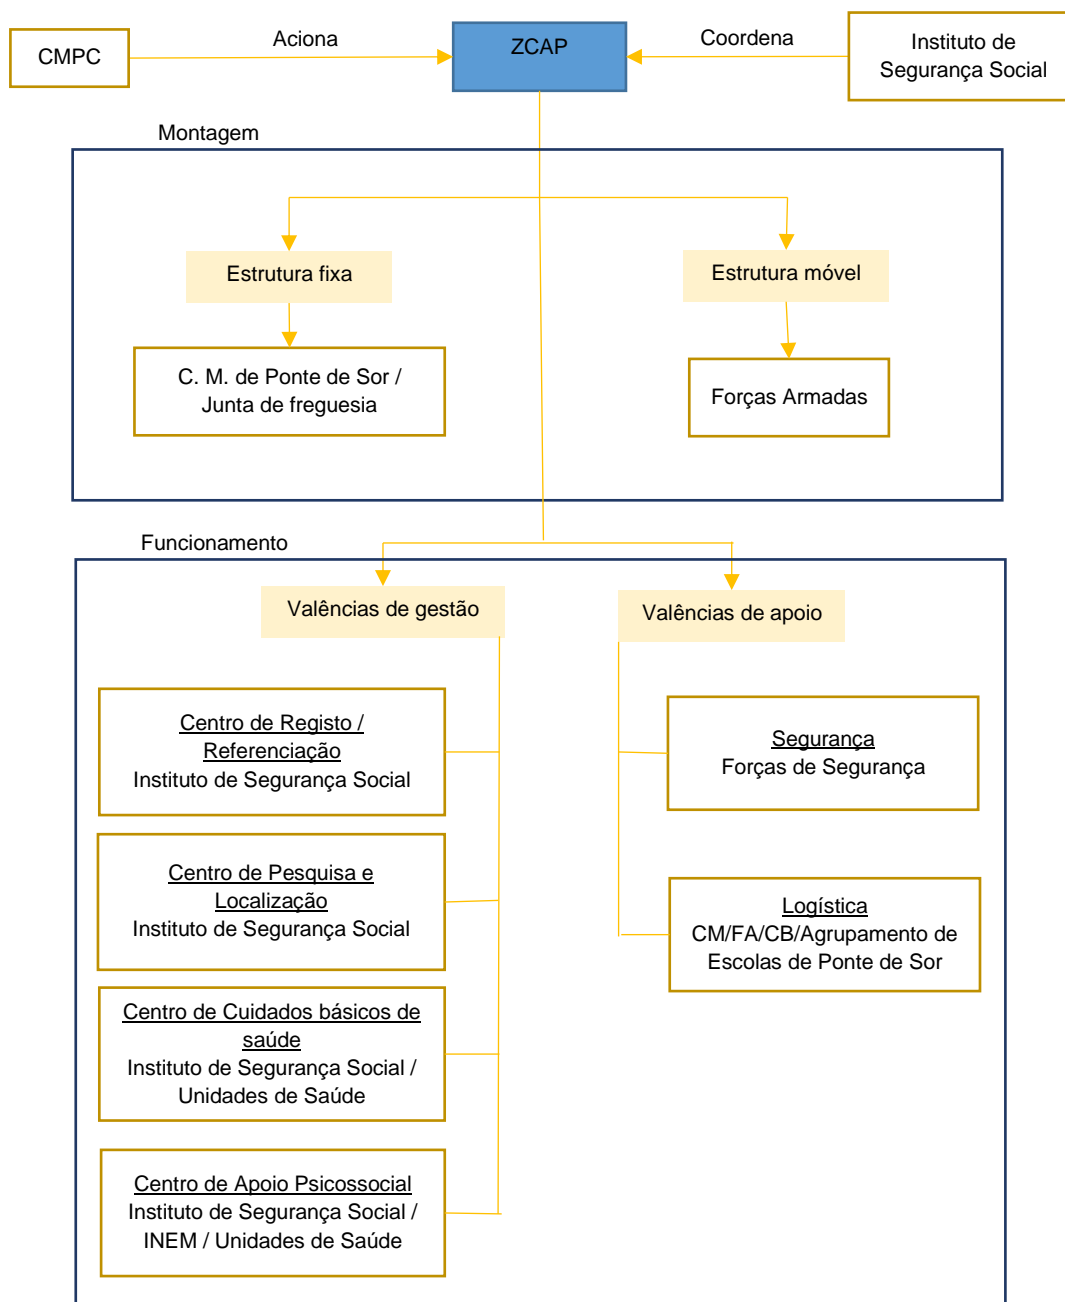 CMPC
Aciona
ZCAP
Coordena
Instituto de
Segurança Social
Montagem
Estrutura fixa
Estrutura móvel
C. M. de Ponte de Sor /
Junta de freguesia
Forças Armadas
Funcionamento
Valências de gestão
Valências de apoio
Centro de Registo /
Referenciação
Instituto de Segurança Social
Segurança
Forças de Segurança
Centro de Pesquisa e
Localização
Instituto de Segurança Social
Logística
CM/FA/CB/Agrupamento de
Escolas de Ponte de Sor
Centro de Cuidados básicos de
saúde
Instituto de Segurança Social /
Unidades de Saúde
Centro de Apoio Psicossocial
Instituto de Segurança Social /
INEM / Unidades de Saúde